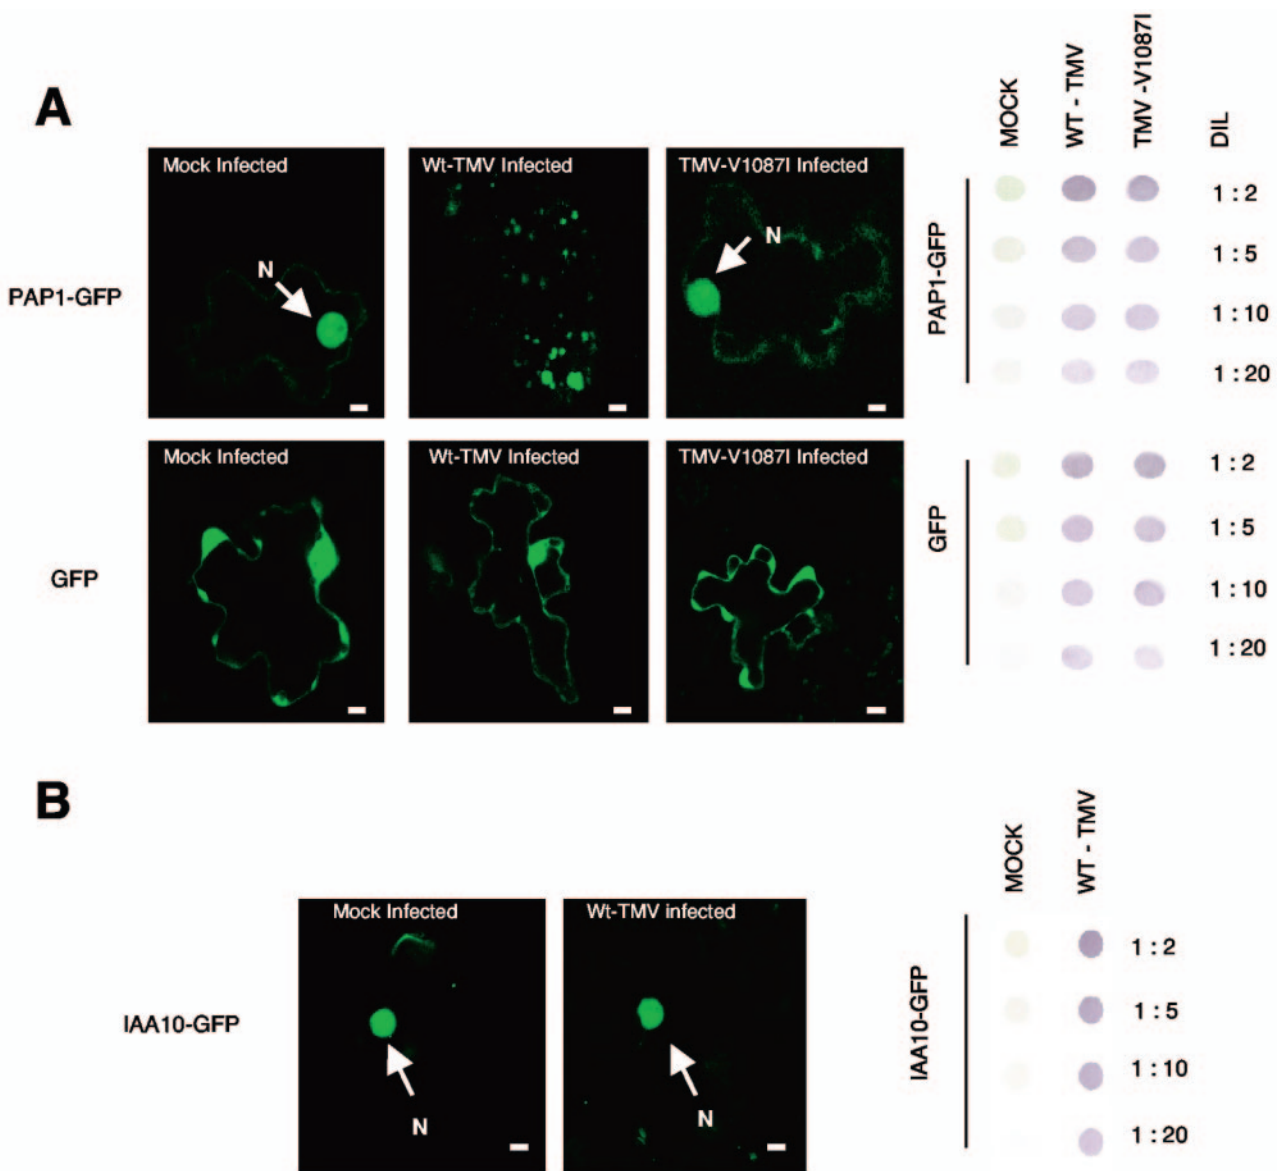 A
MOCK
WT - TMV
TMV -V1087I
DIL
Mock Infected
Wt-TMV Infected
TMV-V1087I Infected
PAP1-GFP
N
N
PAP1-GFP
1 : 2
1 : 5
1 : 10
1 : 20
Mock Infected
Wt-TMV Infected
TMV-V1087I Infected
GFP
GFP
1 : 2
1 : 5
1 : 10
1 : 20
B
MOCK
WT - TMV
Mock Infected
Wt-TMV infected
IAA10-GFP
N
N
IAA10-GFP
1 : 2
1 : 5
1 : 10
1 : 20